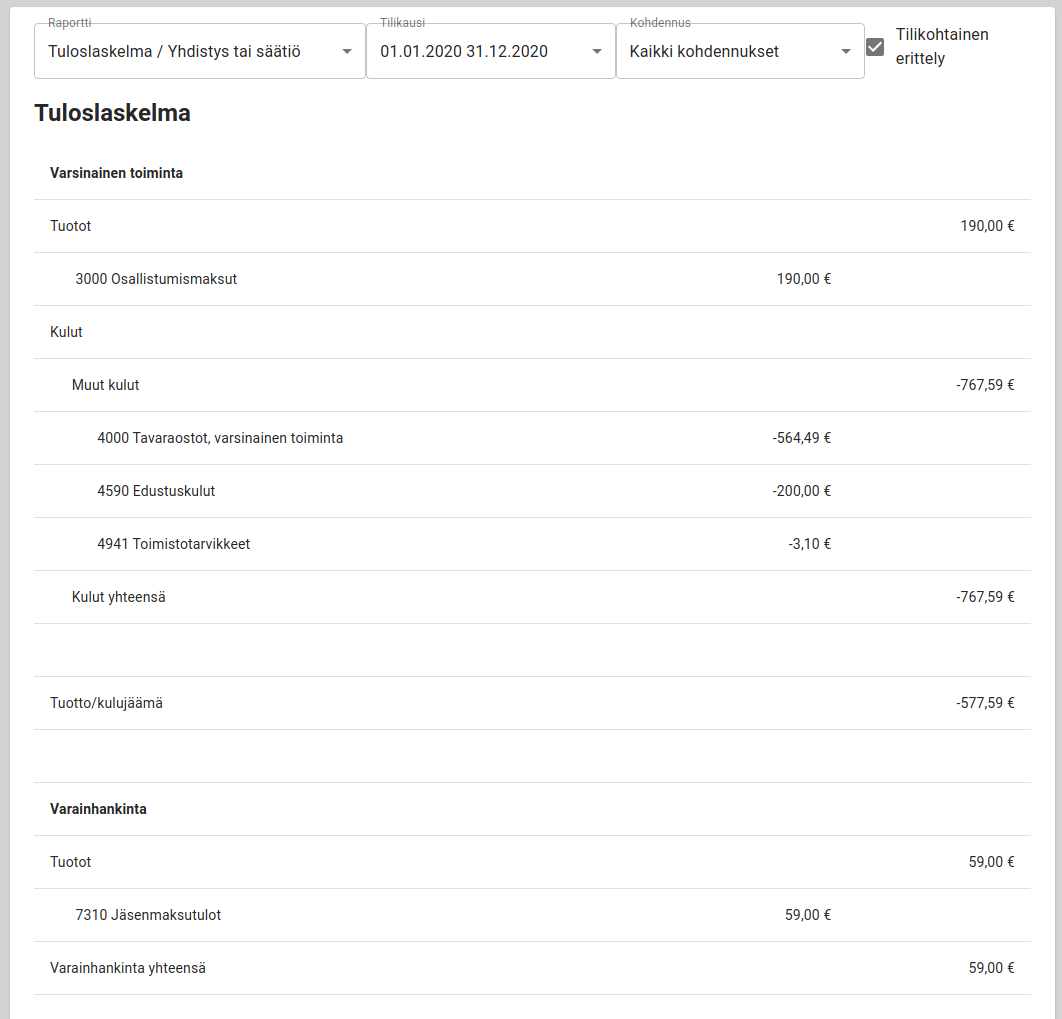 Raportti
Tilikausi
Kohdennus
Tuloslaskelma / Yhdistys tai säätiö
01.01.2020 31.12.2020
Kaikki kohdennukset
Tilikohtainen
erittely
Tuloslaskelma
Varsinainen toiminta
Tuotot 190,00 €
3000 Osallistumismaksut 190,00 €
Kulut
Muut kulut -767,59 €
4000 Tavaraostot, varsinainen toiminta -564,49 €
4590 Edustuskulut -200,00 €
4941 Toimistotarvikkeet -3,10 €
Kulut yhteensä -767,59 €
Tuotto/kulujäämä -577,59 €
Varainhankinta
Tuotot 59,00 €
7310 Jäsenmaksutulot 59,00 €
Varainhankinta yhteensä 59,00 €